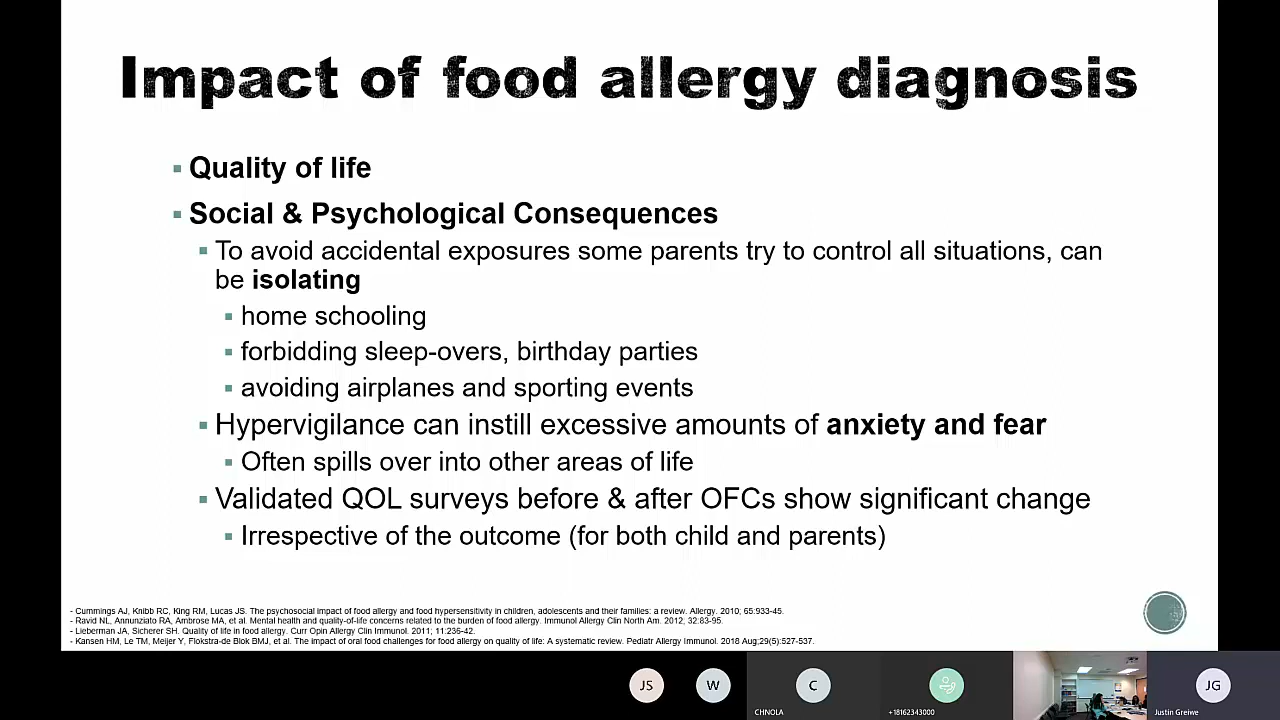 Impact of food allergy diagnosis
Quality of life
Social & Psychological Consequences
To avoid accidental exposures some parents try to control all situations, can
be isolating
home schooling
forbidding sleep-overs, birthday parties
avoiding airplanes and sporting events
Hypervigilance can instill excessive amounts of anxiety and fear
Often spills over into other areas of life
Validated QOL surveys before & after OFCs show significant change
Irrespective of the outcome (for both child and parents)
- Cummings AJ, Knibb RC, King RM, Lucas JS. The psychosocial impact of food allergy and food hypersensitivity in children, adolescents and their families: a review. Allergy. 2010; 65:933-45.
- Ravid NL, Annunziato RA, Ambrose MA, et al. Mental health and quality-of-life concerns related to the burden of food allergy. Immunol Allergy Clin North Am. 2012; 32:83-95.
- Lieberman JA, Sicherer SH. Quality of life in food allergy. Curr Opin Allergy Clin Immunol. 2011; 11:236-42.
- Kansen HM, Le TM, Meijer Y, Flokstra-de Blok BMJ, et al. The impact of oral food challenges for food allergy on quality of life: A systematic review. Pediatr Allergy Immunol. 2018 Aug;29(5):527-537.
JS
W
C
JG
CHNOLA
+18162343000
Justin Greiwe